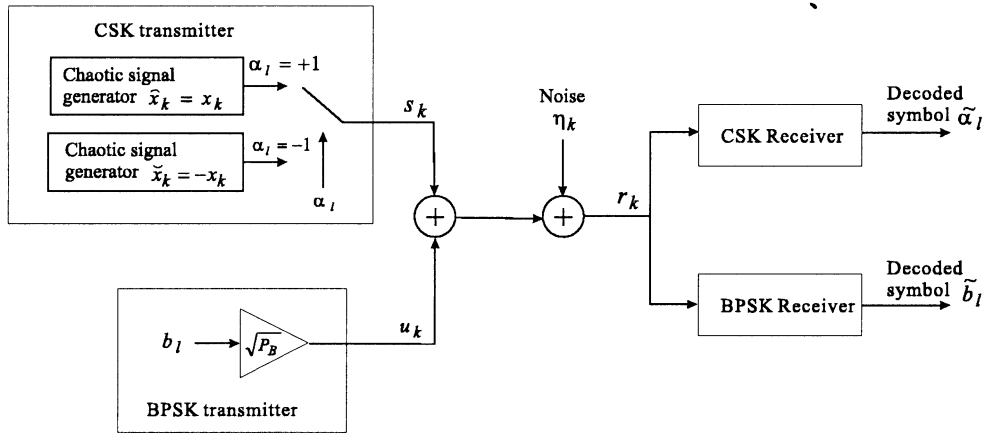 CSK transmitter
Chaotic signal
generator x̂_k = x_k
α_l = +1
Chaotic signal
generator x̌_k = −x_k
α_l = −1
α_l
s_k
Noise
η_k
r_k
CSK Receiver
Decoded
symbol α̃_l
BPSK Receiver
Decoded
symbol b̃_l
b_l
√P_B
u_k
BPSK transmitter